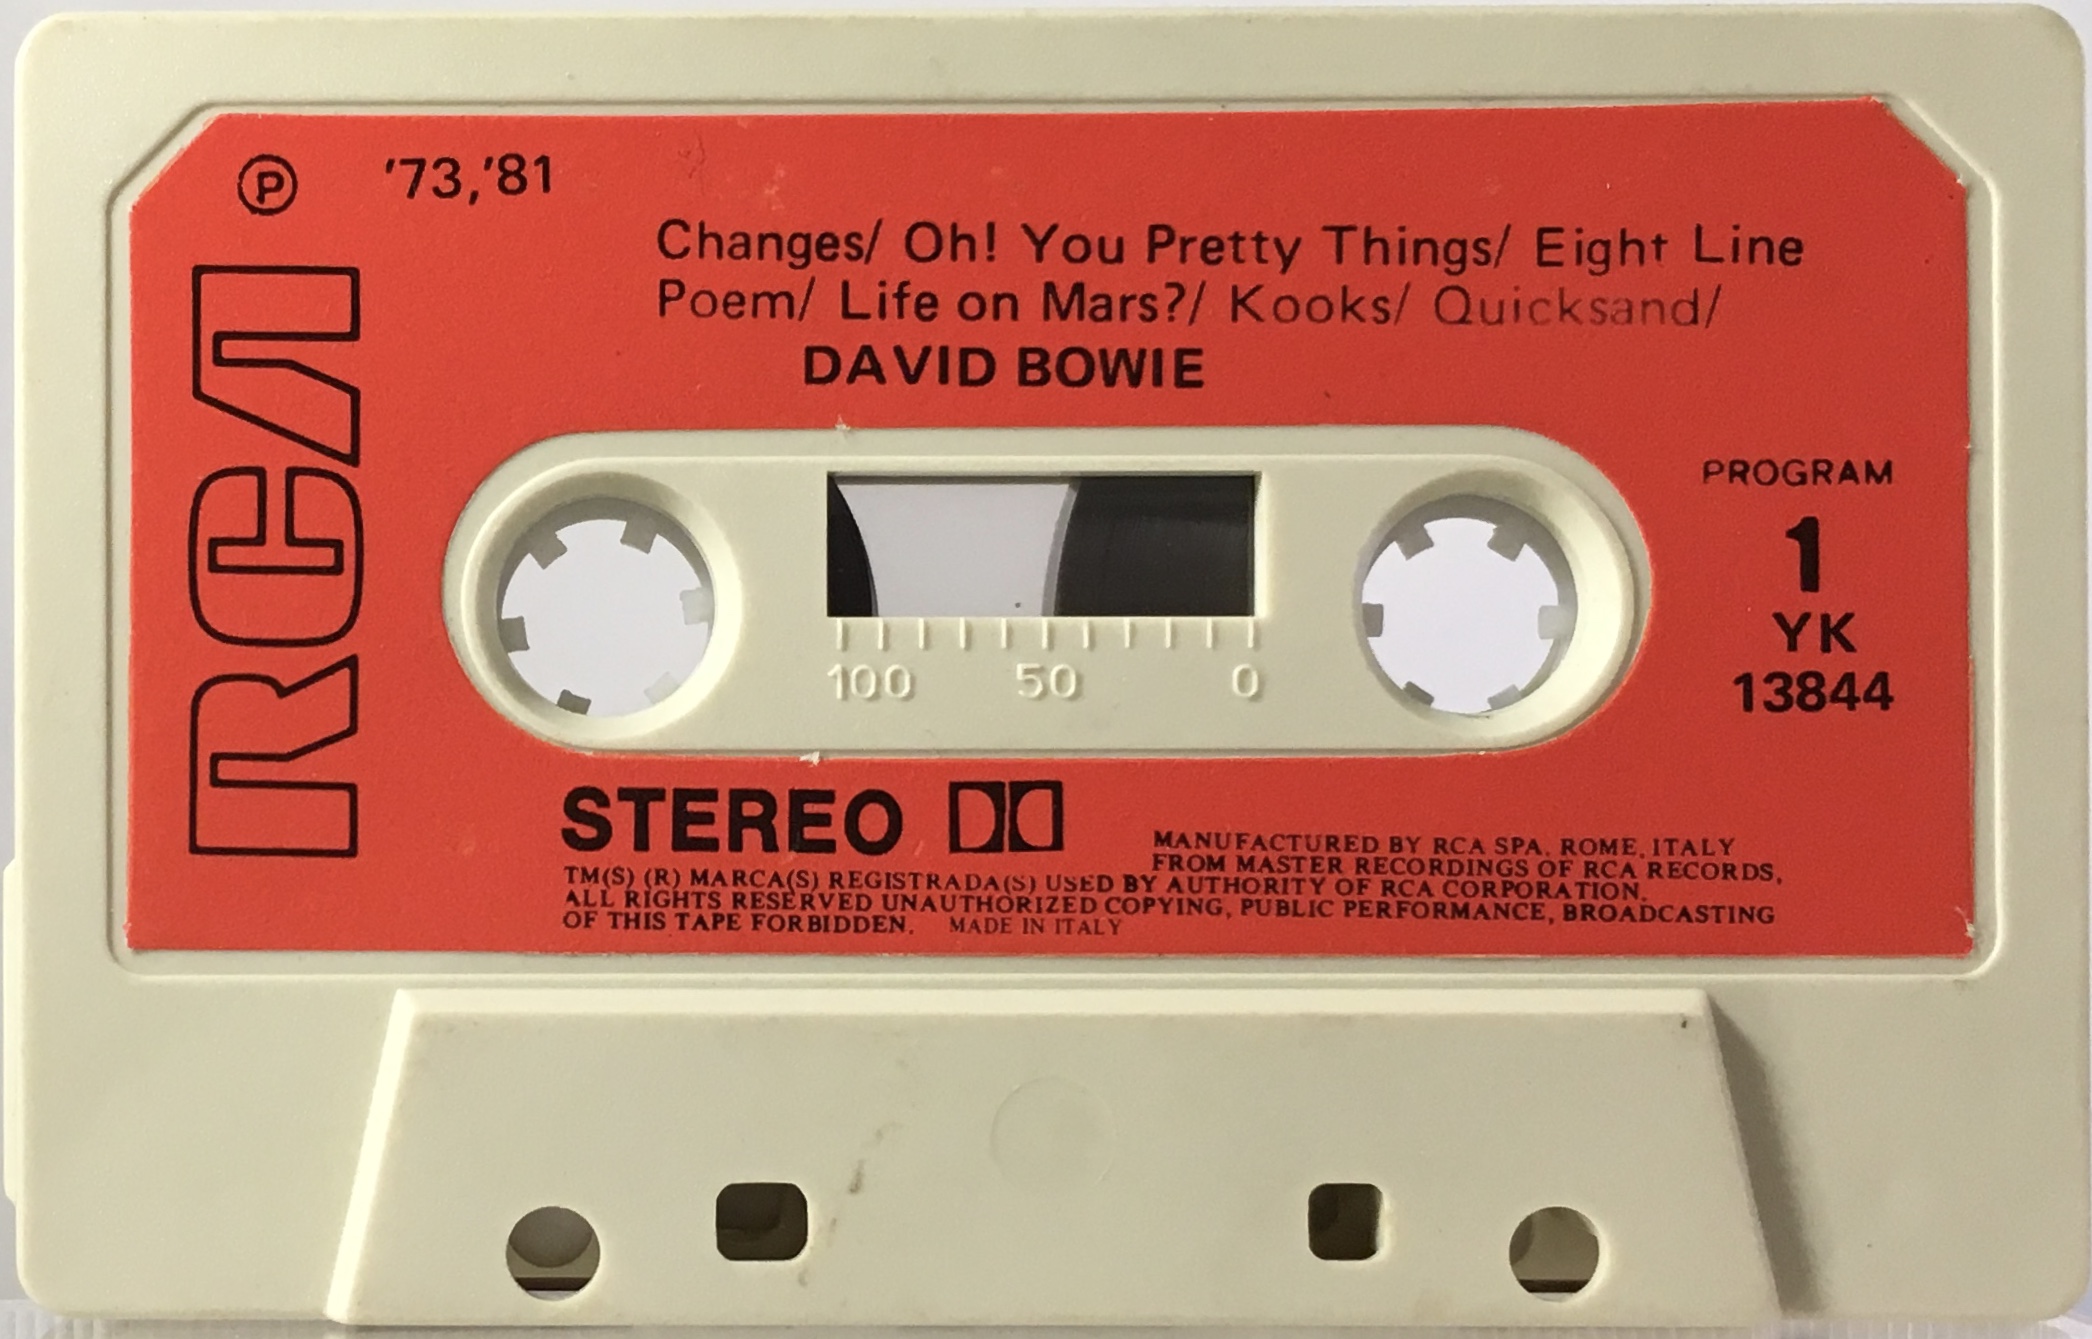 Ⓟ '73,'81
Changes/ Oh! You Pretty Things/ Eight Line
Poem/ Life on Mars?/ Kooks/ Quicksand/
DAVID BOWIE
RCA
PROGRAM
1
YK
13844
100 50 0
STEREO
MANUFACTURED BY RCA SPA. ROME, ITALY
FROM MASTER RECORDINGS OF RCA RECORDS,
TM(S) (R) MARCA(S) REGISTRADA(S) USED BY AUTHORITY OF RCA CORPORATION.
ALL RIGHTS RESERVED UNAUTHORIZED COPYING, PUBLIC PERFORMANCE, BROADCASTING
OF THIS TAPE FORBIDDEN. MADE IN ITALY